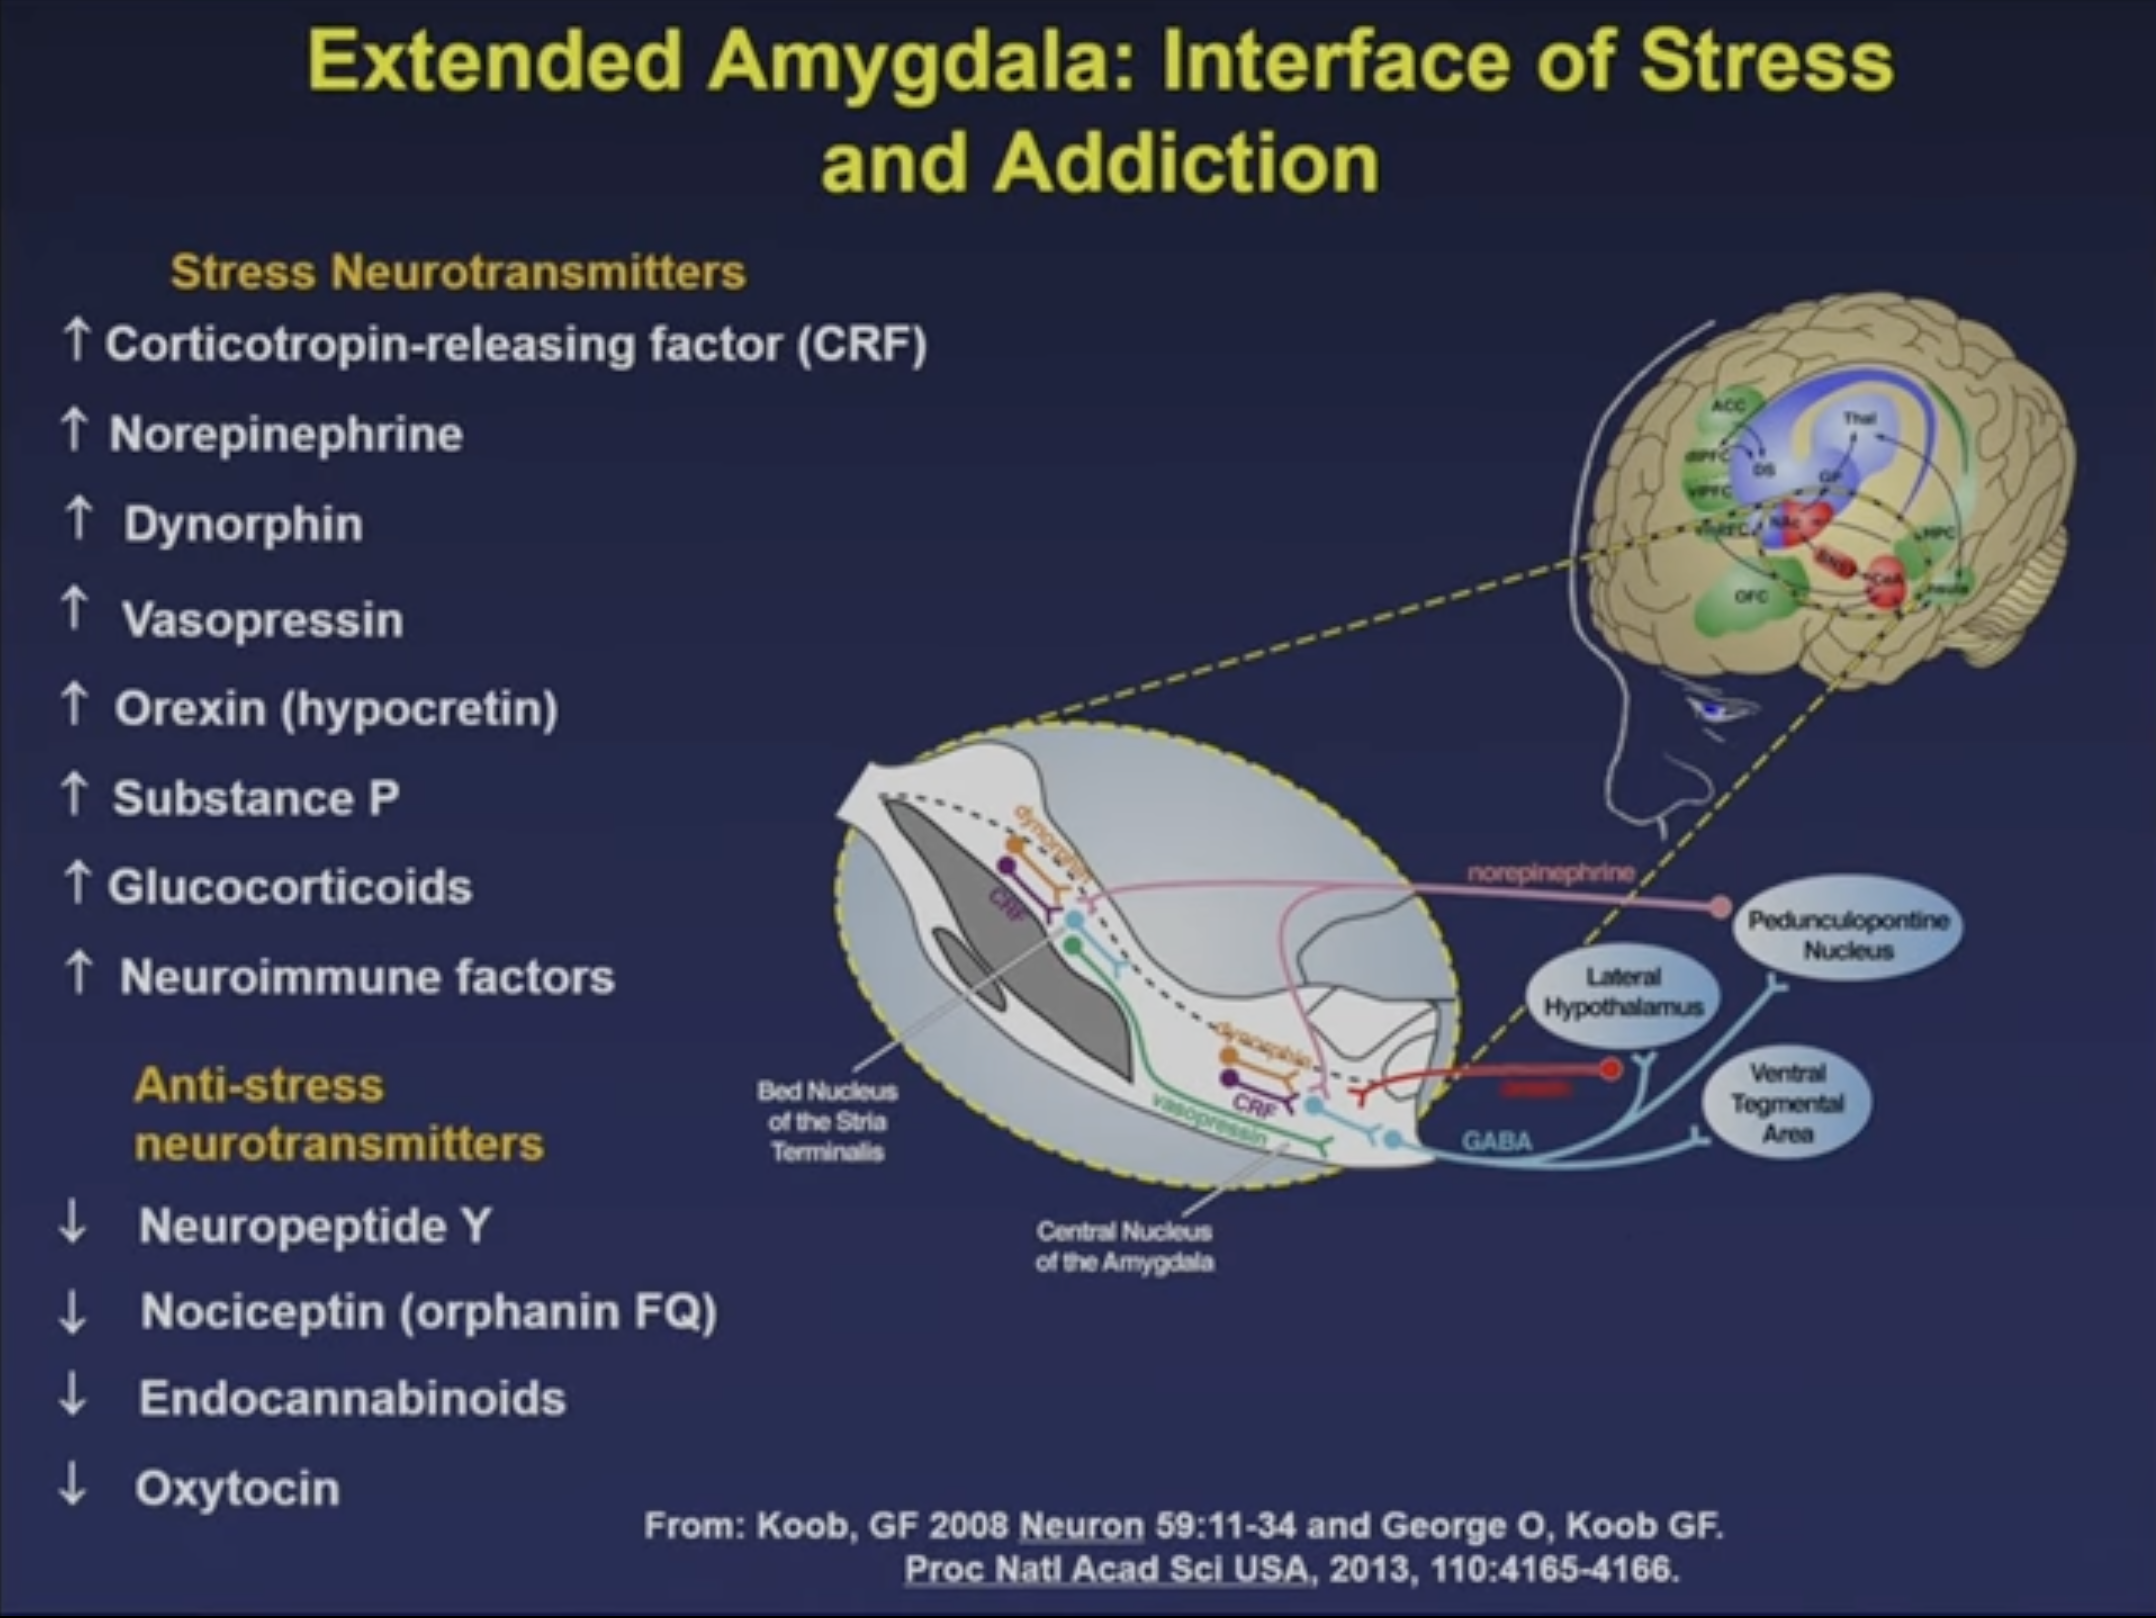 Extended Amygdala: Interface of Stress
and Addiction
Stress Neurotransmitters
↑ Corticotropin-releasing factor (CRF)
↑ Norepinephrine
↑ Dynorphin
↑ Vasopressin
↑ Orexin (hypocretin)
↑ Substance P
↑ Glucocorticoids
↑ Neuroimmune factors
Anti-stress
neurotransmitters
↓ Neuropeptide Y
↓ Nociceptin (orphanin FQ)
↓ Endocannabinoids
↓ Oxytocin
ACC
Thal
dlPFC
DS
GP
vlPFC
NAc
HPC
CeA
OFC
dynorphin
CRF
norepinephrine
Pedunculopontine
Nucleus
Lateral
Hypothalamus
dynorphin
CRF
vasopressin
GABA
Ventral
Tegmental
Area
Bed Nucleus
of the Stria
Terminalis
Central Nucleus
of the Amygdala
From: Koob, GF 2008 Neuron 59:11-34 and George O, Koob GF.
Proc Natl Acad Sci USA, 2013, 110:4165-4166.